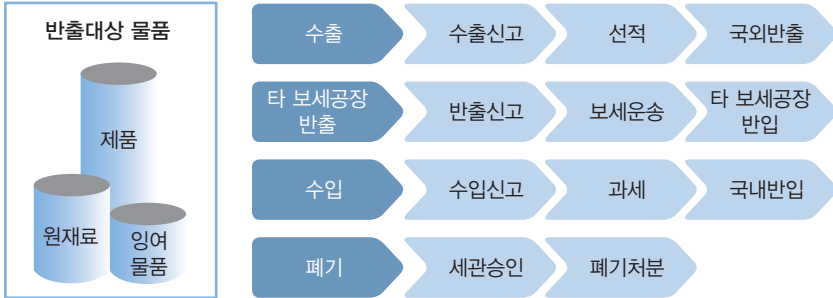 반출대상 물품
제품
원재료
잉여
물품
수출
수출신고
선적
국외반출
타 보세공장
반출
반출신고
보세운송
타 보세공장
반입
수입
수입신고
과세
국내반입
폐기
세관승인
폐기처분